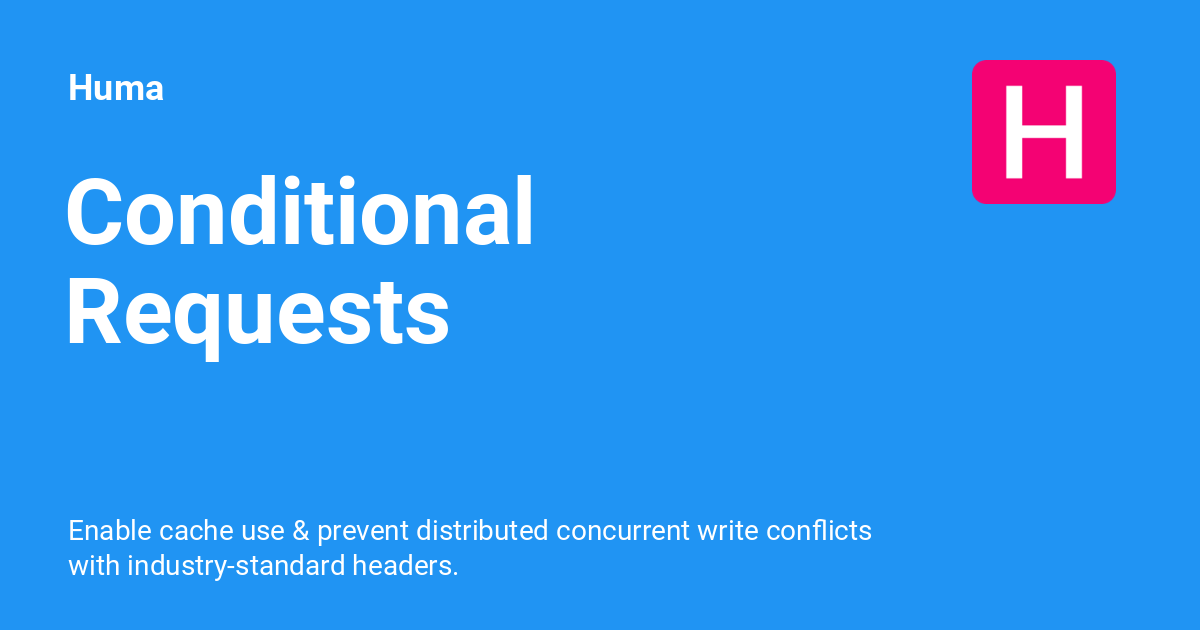 Huma
H
Conditional
Requests
Enable cache use & prevent distributed concurrent write conflicts
with industry-standard headers.